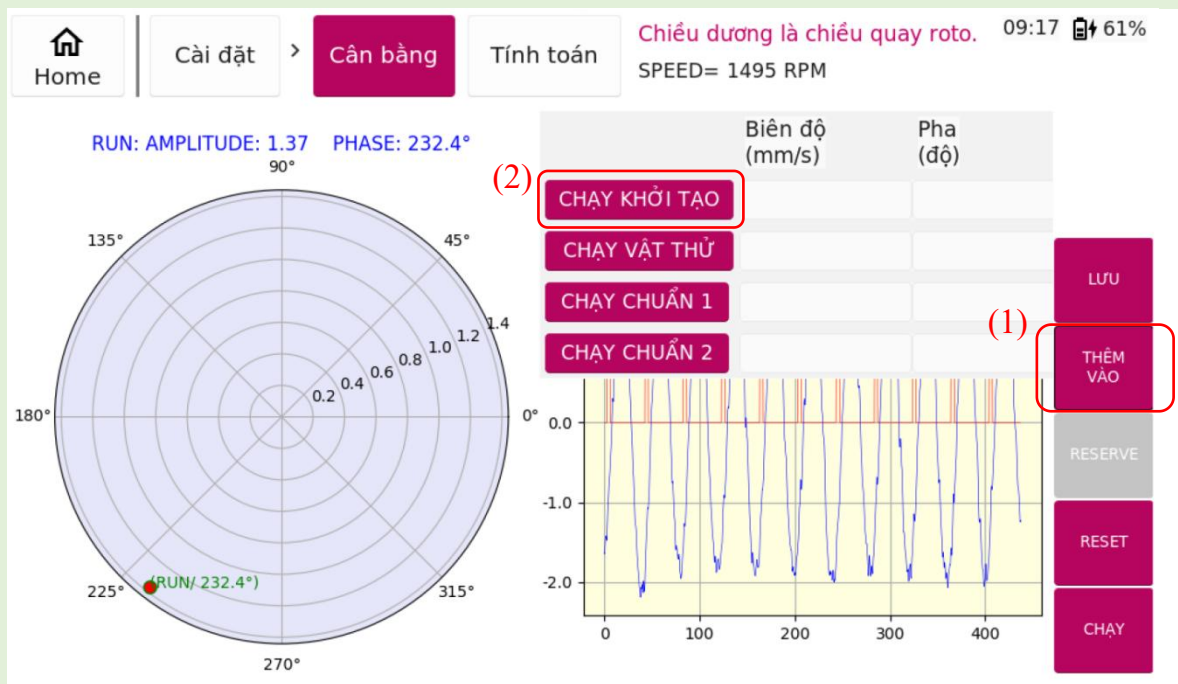 Home
Cài đặt
>
Cân bằng
Tính toán
Chiều dương là chiều quay roto.
SPEED= 1495 RPM
09:17
61%
RUN: AMPLITUDE: 1.37 PHASE: 232.4°
90°
135°
45°
180°
0°
225°
315°
270°
0.2
0.4
0.6
0.8
1.0
1.2
1.4
(RUN/ 232.4°)
Biên độ
(mm/s)
Pha
(độ)
(2)
CHẠY KHỞI TẠO
CHẠY VẬT THỬ
CHẠY CHUẨN 1
CHẠY CHUẨN 2
0.0
-1.0
-2.0
0
100
200
300
400
LƯU
(1)
THÊM
VÀO
RESERVE
RESET
CHẠY